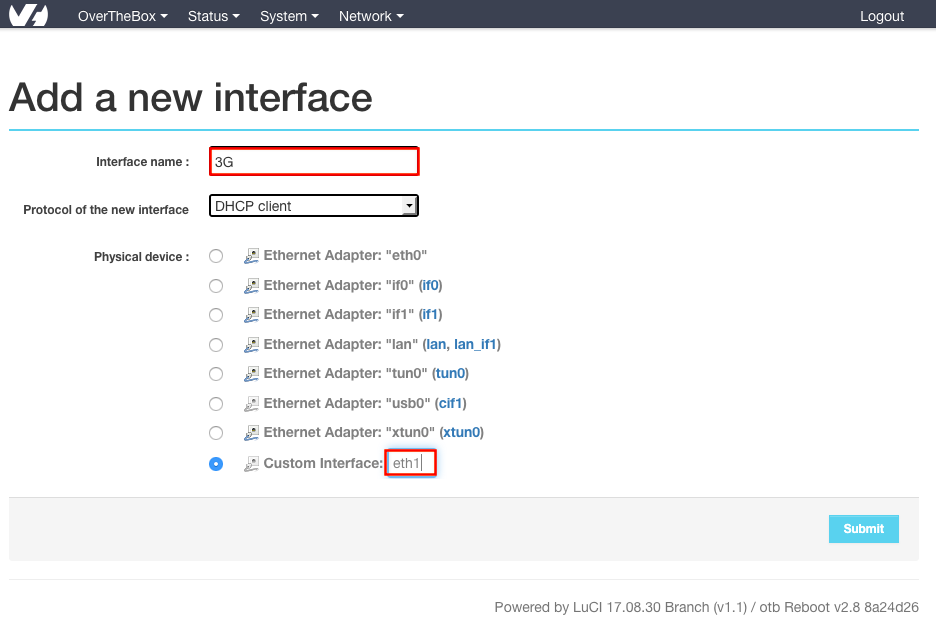 OverTheBox Status System Network Logout
Add a new interface
Interface name : 3G
Protocol of the new interface DHCP client
Physical device : Ethernet Adapter: "eth0"
Ethernet Adapter: "if0" (if0)
Ethernet Adapter: "if1" (if1)
Ethernet Adapter: "lan" (lan, lan_if1)
Ethernet Adapter: "tun0" (tun0)
Ethernet Adapter: "usb0" (cif1)
Ethernet Adapter: "xtun0" (xtun0)
Custom Interface: eth1
Submit
Powered by LuCI 17.08.30 Branch (v1.1) / otb Reboot v2.8 8a24d26